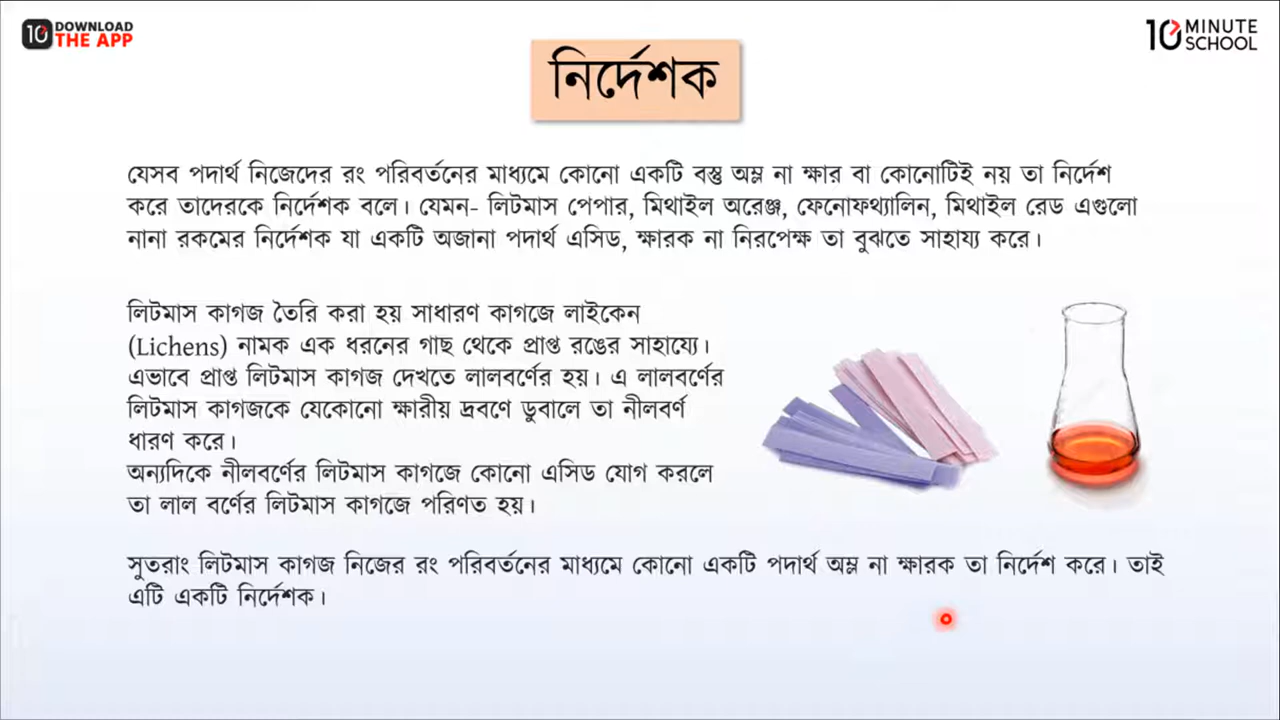 10 DOWNLOAD
THE APP
10 MINUTE
SCHOOL
নির্দেশক
যেসব পদার্থ নিজেদের রং পরিবর্তনের মাধ্যমে কোনো একটি বস্তু অম্ল না ক্ষার বা কোনোটিই নয় তা নির্দেশ
করে তাদেরকে নির্দেশক বলে। যেমন- লিটমাস পেপার, মিথাইল অরেঞ্জ, ফেনোফথ্যালিন, মিথাইল রেড এগুলো
নানা রকমের নির্দেশক যা একটি অজানা পদার্থ এসিড, ক্ষারক না নিরপেক্ষ তা বুঝতে সাহায্য করে।
লিটমাস কাগজ তৈরি করা হয় সাধারণ কাগজে লাইকেন
(Lichens) নামক এক ধরনের গাছ থেকে প্রাপ্ত রঙের সাহায্যে।
এভাবে প্রাপ্ত লিটমাস কাগজ দেখতে লালবর্ণের হয়। এ লালবর্ণের
লিটমাস কাগজকে যেকোনো ক্ষারীয় দ্রবণে ডুবালে তা নীলবর্ণ
ধারণ করে।
অন্যদিকে নীলবর্ণের লিটমাস কাগজে কোনো এসিড যোগ করলে
তা লাল বর্ণের লিটমাস কাগজে পরিণত হয়।
সুতরাং লিটমাস কাগজ নিজের রং পরিবর্তনের মাধ্যমে কোনো একটি পদার্থ অম্ল না ক্ষারক তা নির্দেশ করে। তাই
এটি একটি নির্দেশক।